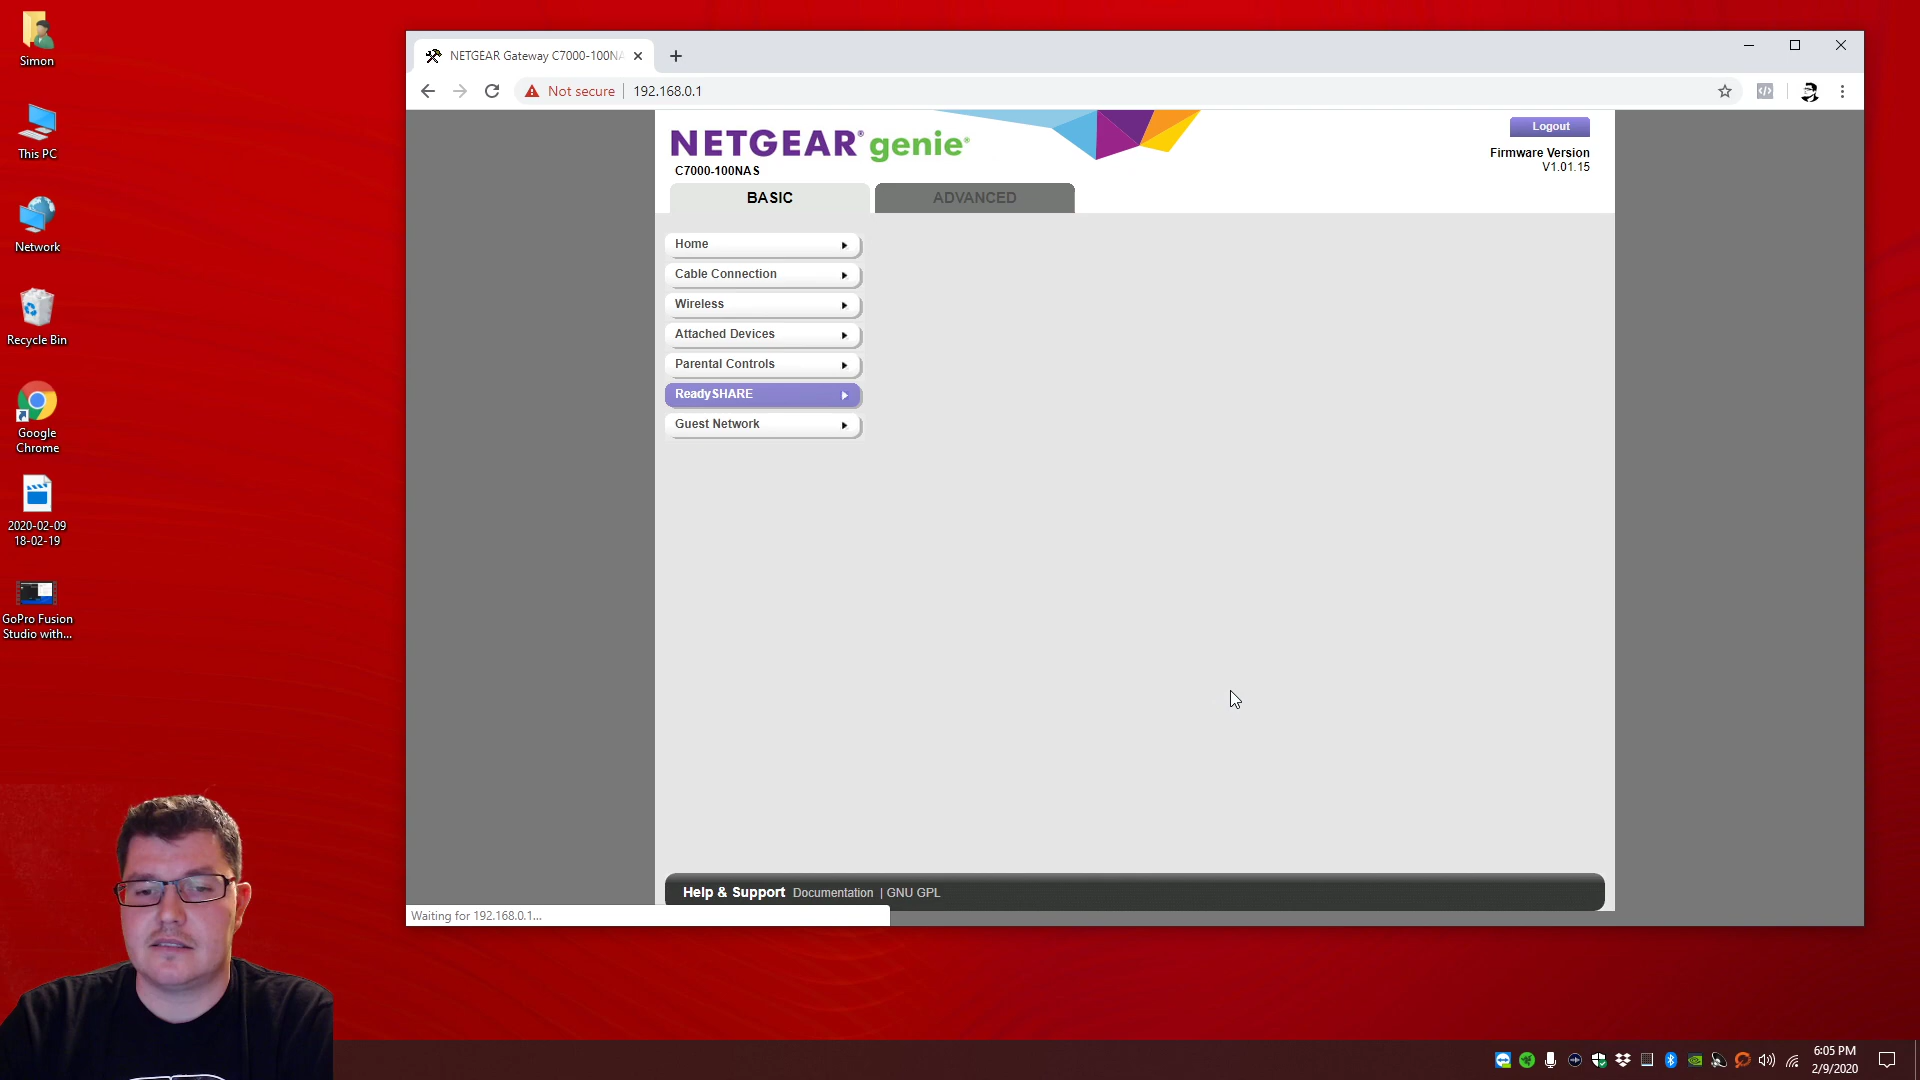 Simon
This PC
Network
Recycle Bin
Google
Chrome
2020-02-09
18-02-19
GoPro Fusion
Studio with...
NETGEAR Gateway C7000-100NA
Not secure
192.168.0.1
NETGEAR® genie®
C7000-100NAS
Logout
Firmware Version
V1.01.15
BASIC
ADVANCED
Home
Cable Connection
Wireless
Attached Devices
Parental Controls
ReadySHARE
Guest Network
Help & Support Documentation | GNU GPL
Waiting for 192.168.0.1...
6:05 PM
2/9/2020